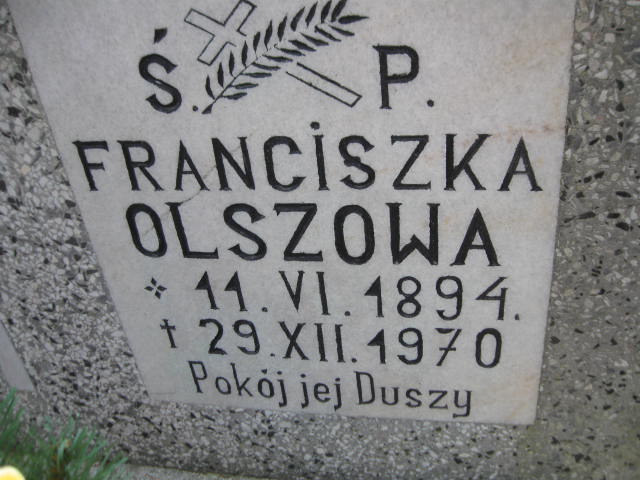 Ś. P.
FRANCISZKA
OLSZOWA
* 11. VI. 1894.
† 29. XII. 1970
Pokój jej Duszy